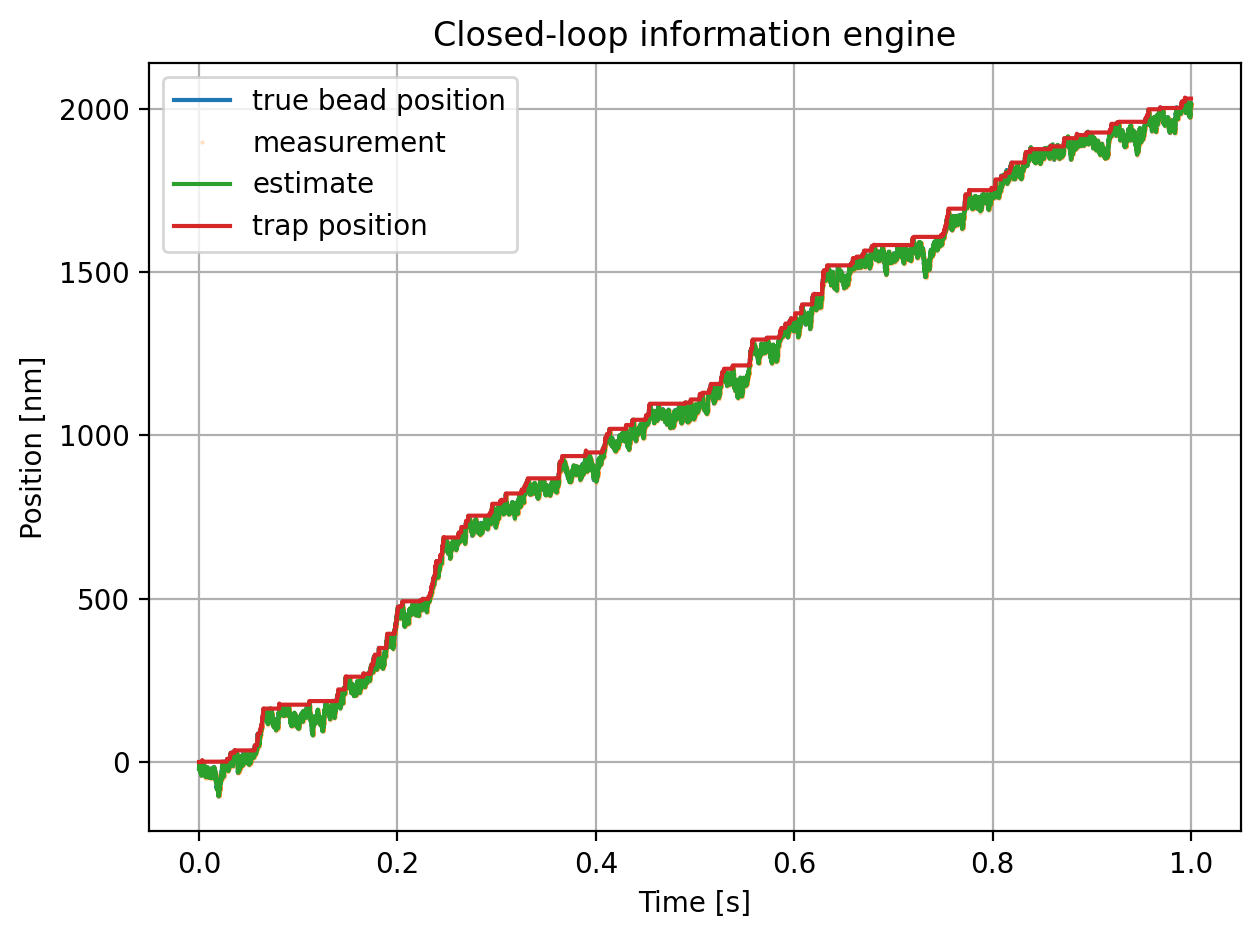 Closed-loop information engine
true bead position
measurement
estimate
trap position
2000
1500
1000
500
0
Position [nm]
0.0 0.2 0.4 0.6 0.8 1.0
Time [s]